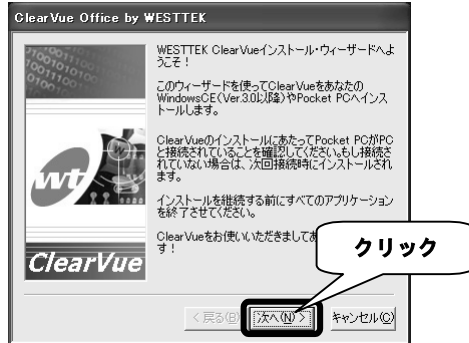 ClearVue Office by WESTTEK
WESTTEK ClearVueインストール・ウィザードへよ
うこそ！
このウィザードを使ってClearVueをあなたの
WindowsCE(Ver.3.0以降)やPocket PCへインス
トールします。
ClearVueのインストールにあたってPocket PCがPC
と接続されていることを確認してください。もし接続さ
れていない場合は、次回接続時にインストールされ
ます。
インストールを継続する前にすべてのアプリケーション
を終了させてください。
ClearVueをお使いいただきましてあ
す！
wt
ClearVue
クリック
< 戻る(B)
次へ(N) >
キャンセル(C)